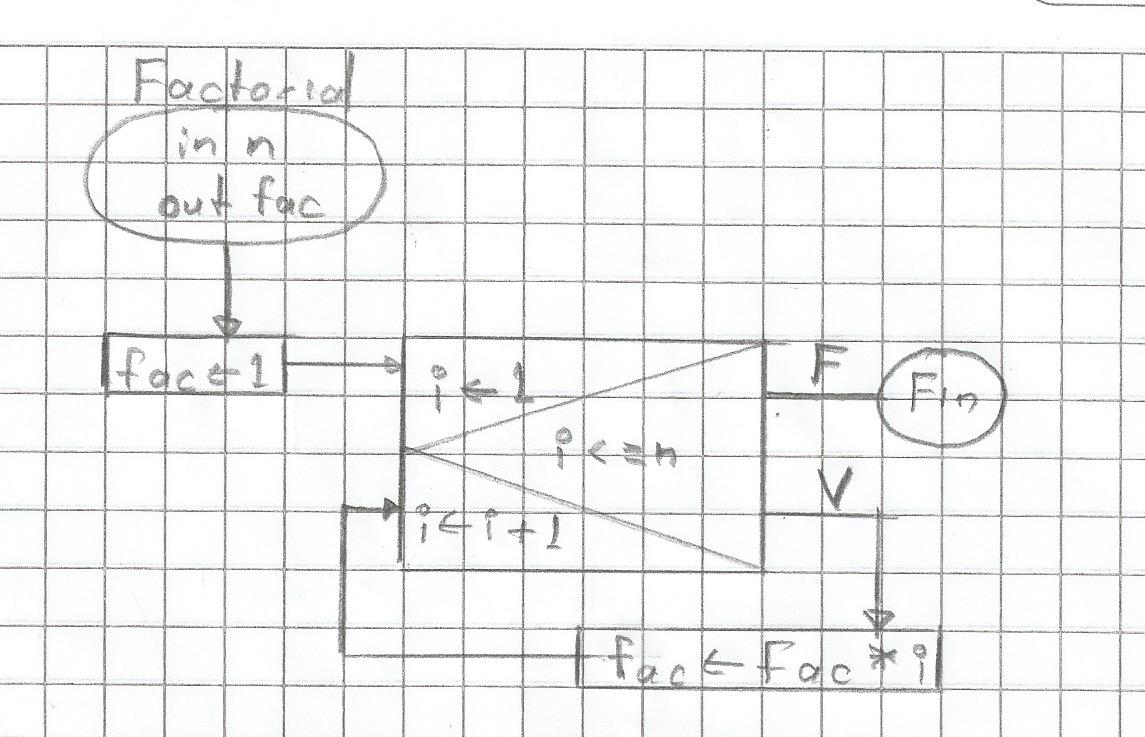 Factorial
in n
out fac
fac ← 1
i ← 1
i <= n
i ← i + 1
F
Fin
V
fac ← fac * i